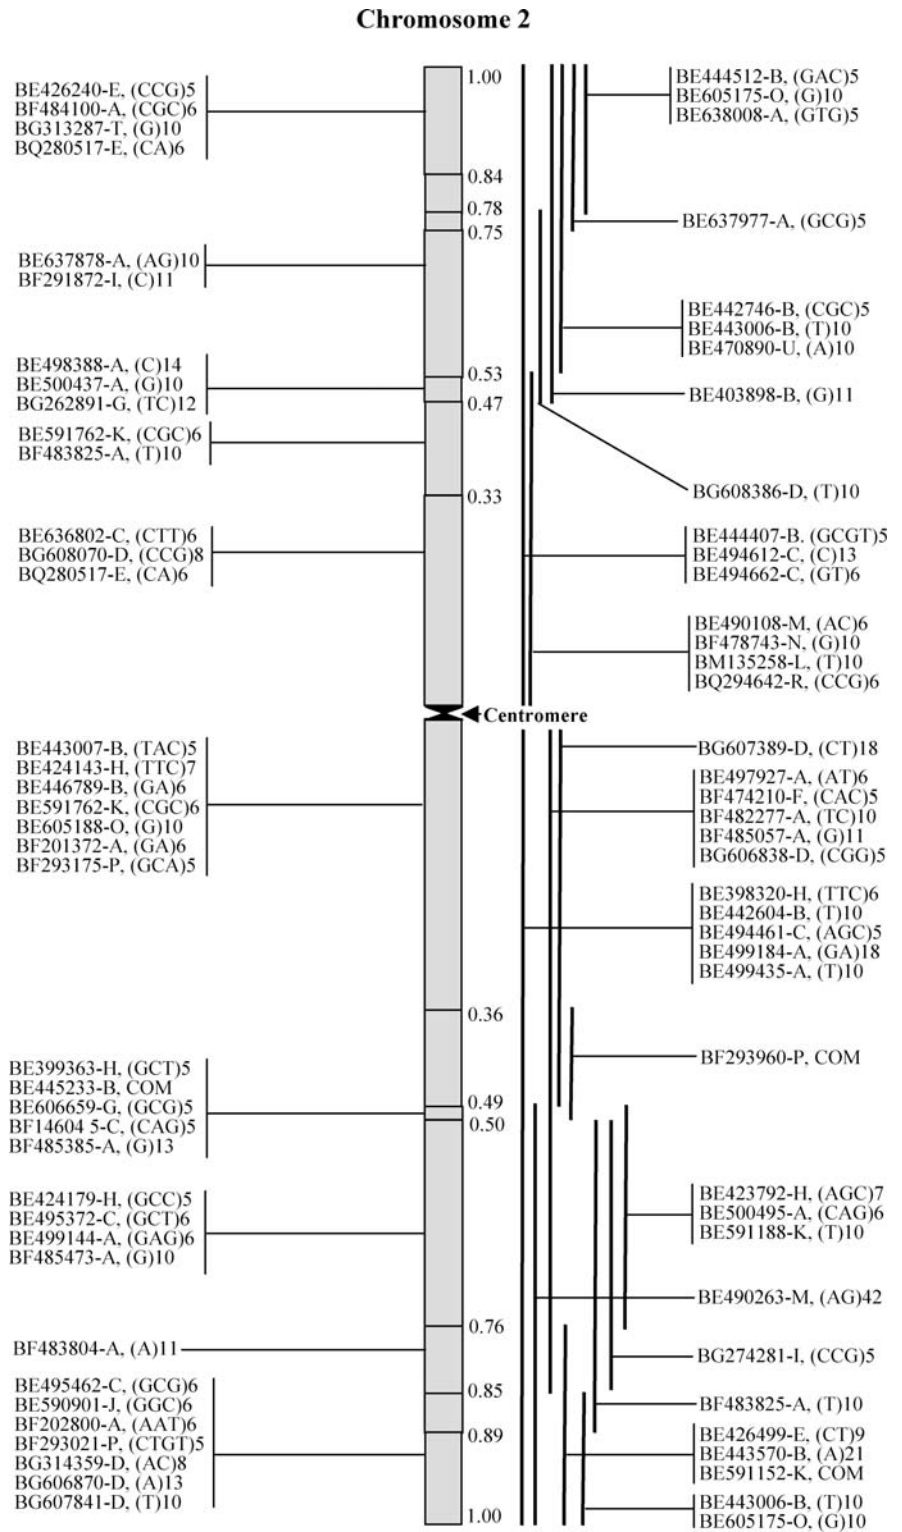 Chromosome 2
BE426240-E, (CCG)5
BF484100-A, (CGC)6
BG313287-T, (G)10
BQ280517-E, (CA)6
BE637878-A, (AG)10
BF291872-I, (C)11
BE498388-A, (C)14
BE500437-A, (G)10
BG262891-G, (TC)12
BE591762-K, (CGC)6
BF483825-A, (T)10
BE636802-C, (CTT)6
BG608070-D, (CCG)8
BQ280517-E, (CA)6
BE443007-B, (TAC)5
BE424143-H, (TTC)7
BE446789-B, (GA)6
BE591762-K, (CGC)6
BE605188-O, (G)10
BF201372-A, (GA)6
BF293175-P, (GCA)5
BE399363-H, (GCT)5
BE445233-B, COM
BE606659-G, (GCG)5
BF14604 5-C, (CAG)5
BF485385-A, (G)13
BE424179-H, (GCC)5
BE495372-C, (GCT)6
BE499144-A, (GAG)6
BF485473-A, (G)10
BF483804-A, (A)11
BE495462-C, (GCG)6
BE590901-J, (GGC)6
BF202800-A, (AAT)6
BF293021-P, (CTGT)5
BG314359-D, (AC)8
BG606870-D, (A)13
BG607841-D, (T)10
1.00
0.84
0.78
0.75
0.53
0.47
0.33
Centromere
0.36
0.49
0.50
0.76
0.85
0.89
1.00
BE444512-B, (GAC)5
BE605175-O, (G)10
BE638008-A, (GTG)5
BE637977-A, (GCG)5
BE442746-B, (CGC)5
BE443006-B, (T)10
BE470890-U, (A)10
BE403898-B, (G)11
BG608386-D, (T)10
BE444407-B. (GCGT)5
BE494612-C, (C)13
BE494662-C, (GT)6
BE490108-M, (AC)6
BF478743-N, (G)10
BM135258-L, (T)10
BQ294642-R, (CCG)6
BG607389-D, (CT)18
BE497927-A, (AT)6
BF474210-F, (CAC)5
BF482277-A, (TC)10
BF485057-A, (G)11
BG606838-D, (CGG)5
BE398320-H, (TTC)6
BE442604-B, (T)10
BE494461-C, (AGC)5
BE499184-A, (GA)18
BE499435-A, (T)10
BF293960-P, COM
BE423792-H, (AGC)7
BE500495-A, (CAG)6
BE591188-K, (T)10
BE490263-M, (AG)42
BG274281-I, (CCG)5
BF483825-A, (T)10
BE426499-E, (CT)9
BE443570-B, (A)21
BE591152-K, COM
BE443006-B, (T)10
BE605175-O, (G)10